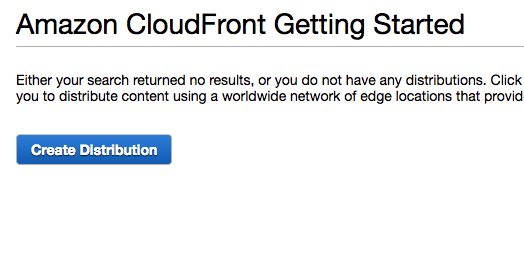 Amazon CloudFront Getting Started
Either your search returned no results, or you do not have any distributions. Click
you to distribute content using a worldwide network of edge locations that provid
Create Distribution